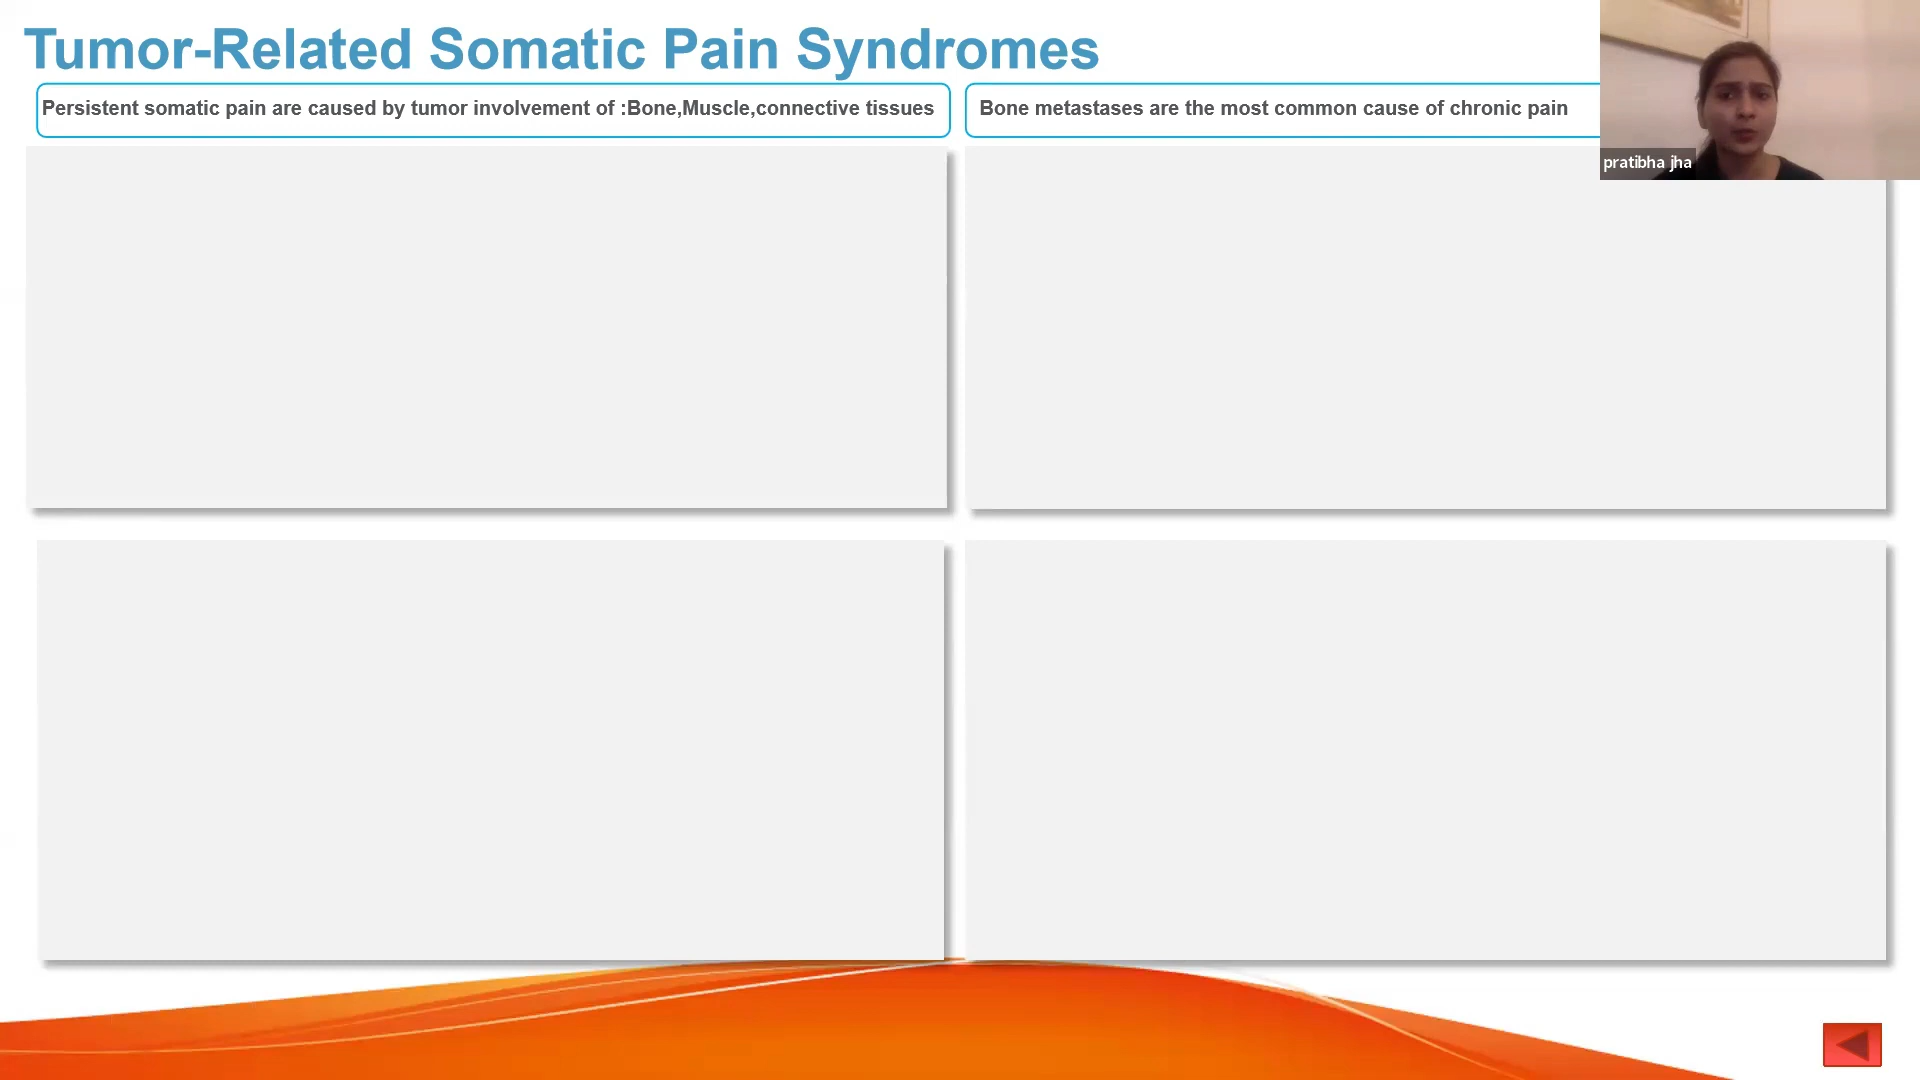 Tumor-Related Somatic Pain Syndromes
Persistent somatic pain are caused by tumor involvement of :Bone,Muscle,connective tissues
Bone metastases are the most common cause of chronic pain
pratibha jha